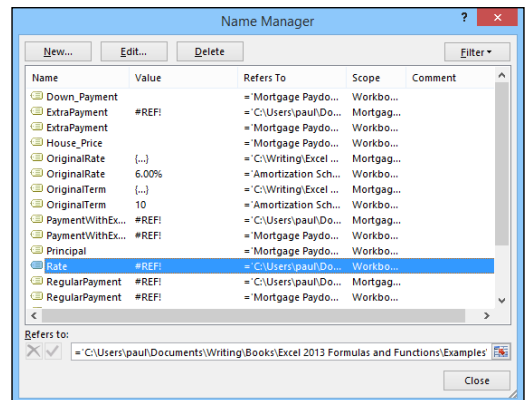 Name Manager ? ×
New... Edit... Delete Filter
Name Value Refers To Scope Comment
Down_Payment ='Mortgage Paydo... Workbo...
ExtraPayment #REF! ='C:\Users\paul\Do... Mortgag...
ExtraPayment ='Mortgage Paydo... Workbo...
House_Price ='Mortgage Paydo... Workbo...
OriginalRate {...} ='C:\Writing\Excel ... Mortgag...
OriginalRate 6.00% ='Amortization Sch... Workbo...
OriginalTerm {...} ='C:\Writing\Excel ... Mortgag...
OriginalTerm 10 ='Amortization Sch... Workbo...
PaymentWithEx... #REF! ='C:\Users\paul\Do... Mortgag...
PaymentWithEx... #REF! ='Mortgage Paydo... Workbo...
Principal ='Mortgage Paydo... Workbo...
Rate #REF! ='C:\Users\paul\Do... Workbo...
RegularPayment #REF! ='C:\Users\paul\Do... Mortgag...
RegularPayment #REF! ='Mortgage Paydo... Workbo...
Refers to:
='C:\Users\paul\Documents\Writing\Books\Excel 2013 Formulas and Functions\Examples'
Close